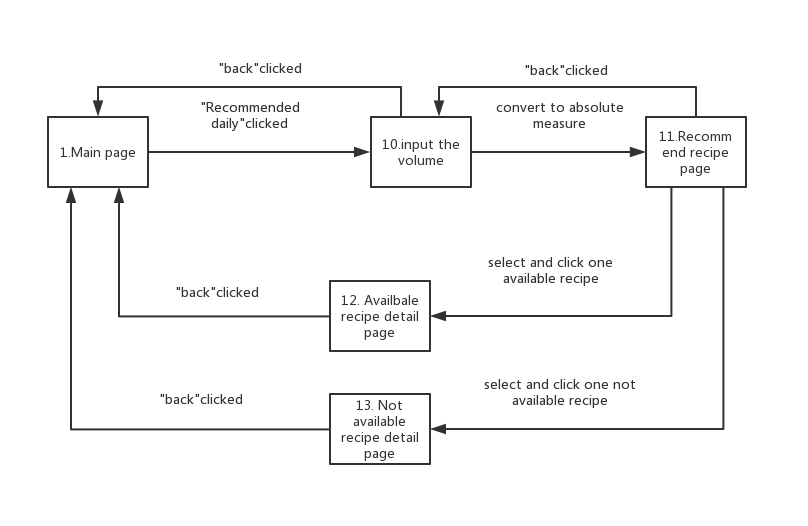 "back"clicked
"back"clicked
"Recommended
daily"clicked
convert to absolute
measure
1.Main page
10.input the
volume
11.Recomm
end recipe
page
select and click one
available recipe
"back"clicked
12. Availbale
recipe detail
page
select and click one not
available recipe
"back"clicked
13. Not
available
recipe detail
page